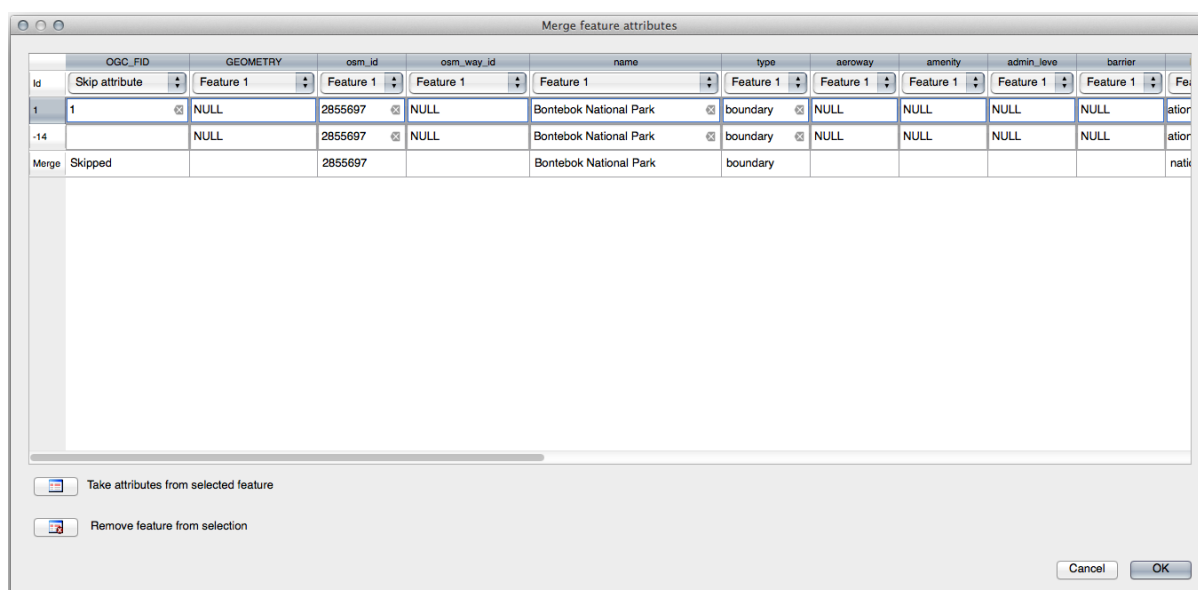 Merge feature attributes
OGC_FID GEOMETRY osm_id osm_way_id name type aeroway amenity admin_leve barrier
Id Skip attribute Feature 1 Feature 1 Feature 1 Feature 1 Feature 1 Feature 1 Feature 1 Feature 1 Feature 1 Fea
1 1 NULL 2855697 NULL Bontebok National Park boundary NULL NULL NULL NULL ation
-14 NULL 2855697 NULL Bontebok National Park boundary NULL NULL NULL NULL ation
Merge Skipped 2855697 Bontebok National Park boundary natio
Take attributes from selected feature
Remove feature from selection
Cancel OK